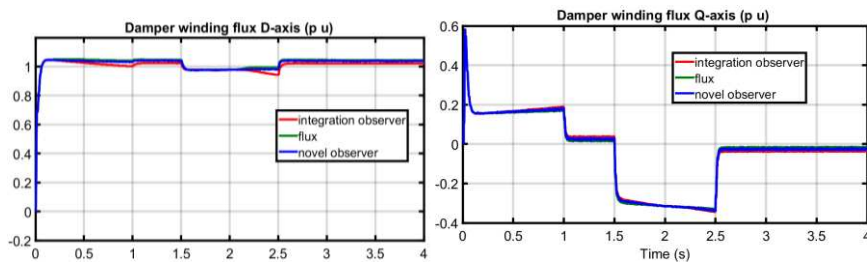 Damper winding flux D-axis (p u)
1
0.8
0.6
0.4
0.2
0
-0.2
0 0.5 1 1.5 2 2.5 3 3.5 4
integration observer
flux
novel observer
Damper winding flux Q-axis (p u)
0.6
0.4
0.2
0
-0.2
-0.4
0 0.5 1 1.5 2 2.5 3 3.5 4
Time (s)
integration observer
flux
novel observer